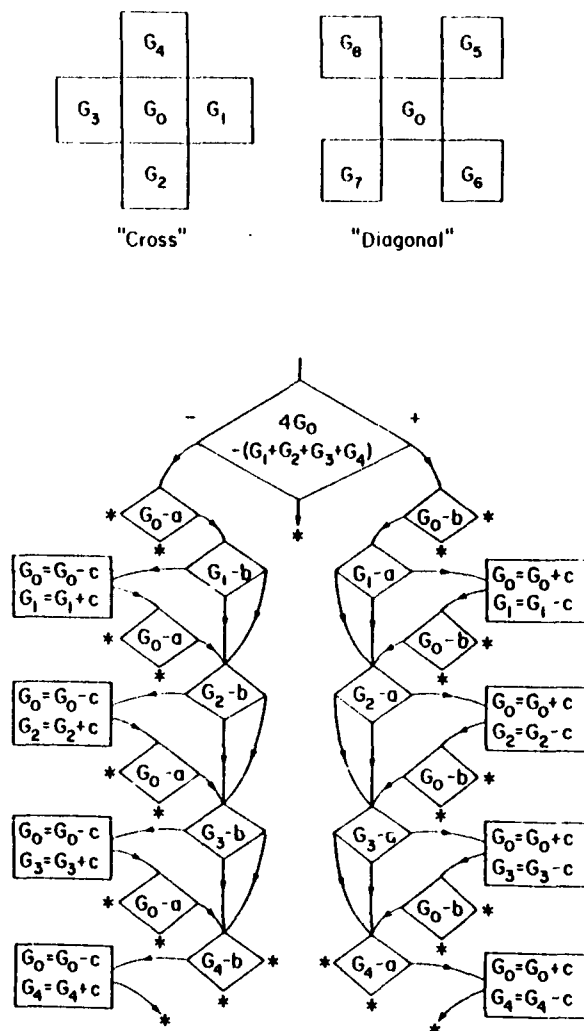 G4
G3 G0 G1
G2
"Cross"
G8 G5
G0
G7 G6
"Diagonal"
- +
4G0
-(G1+G2+G3+G4)
*
* G0-a * G0-b *
*
G1-b G1-a
G0=G0-c
G1=G1+c
G0=G0+c
G1=G1-c
* G0-a * G0-b *
*
G2-b G2-a
G0=G0-c
G2=G2+c
G0=G0+c
G2=G2-c
* G0-a * G0-b *
*
G3-b G3-a
G0=G0-c
G3=G3+c
G0=G0+c
G3=G3-c
* G0-a * G0-b *
*
G4-b * * G4-a
* *
G0=G0-c
G4=G4+c
*
G0=G0+c
G4=G4-c
*